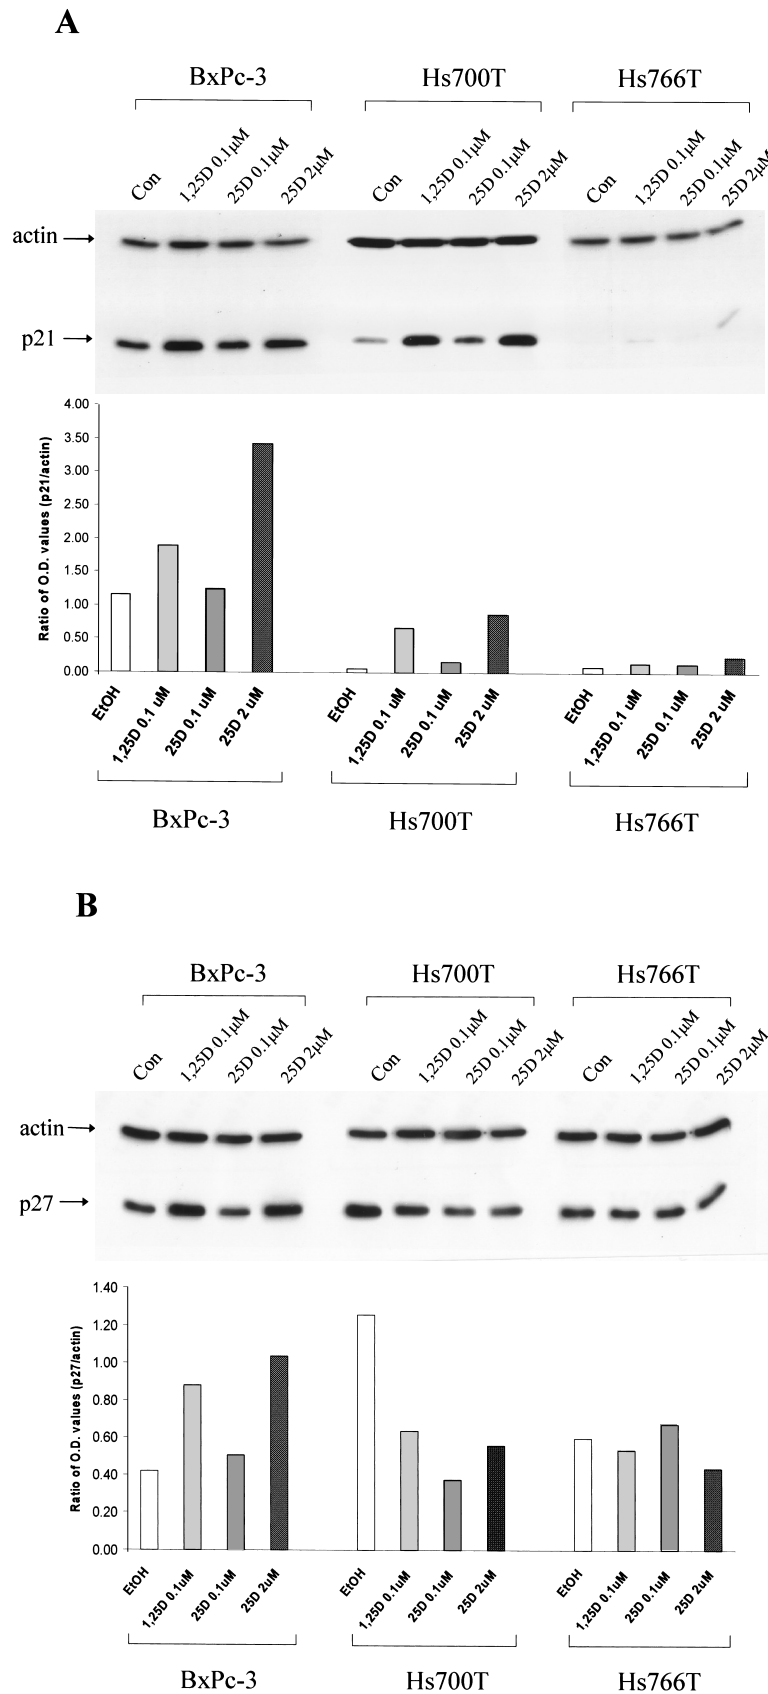 A
BxPc-3 Hs700T Hs766T
Con 1,25D 0.1μM 25D 0.1μM 25D 2μM Con 1,25D 0.1μM 25D 0.1μM 25D 2μM Con 1,25D 0.1μM 25D 0.1μM 25D 2μM
actin
p21
Ratio of O.D. values (p21/actin)
4.00
3.50
3.00
2.50
2.00
1.50
1.00
0.50
0.00
EtOH 1,25D 0.1 uM 25D 0.1 uM 25D 2 uM EtOH 1,25D 0.1 uM 25D 0.1 uM 25D 2 uM EtOH 1,25D 0.1 uM 25D 0.1 uM 25D 2 uM
BxPc-3 Hs700T Hs766T
B
BxPc-3 Hs700T Hs766T
Con 1,25D 0.1μM 25D 0.1μM 25D 2μM Con 1,25D 0.1μM 25D 0.1μM 25D 2μM Con 1,25D 0.1μM 25D 0.1μM 25D 2μM
actin
p27
Ratio of O.D. values (p27/actin)
1.40
1.20
1.00
0.80
0.60
0.40
0.20
0.00
EtOH 1,25D 0.1uM 25D 0.1uM 25D 2uM EtOH 1,25D 0.1uM 25D 0.1uM 25D 2uM EtOH 1,25D 0.1uM 25D 0.1uM 25D 2uM
BxPc-3 Hs700T Hs766T